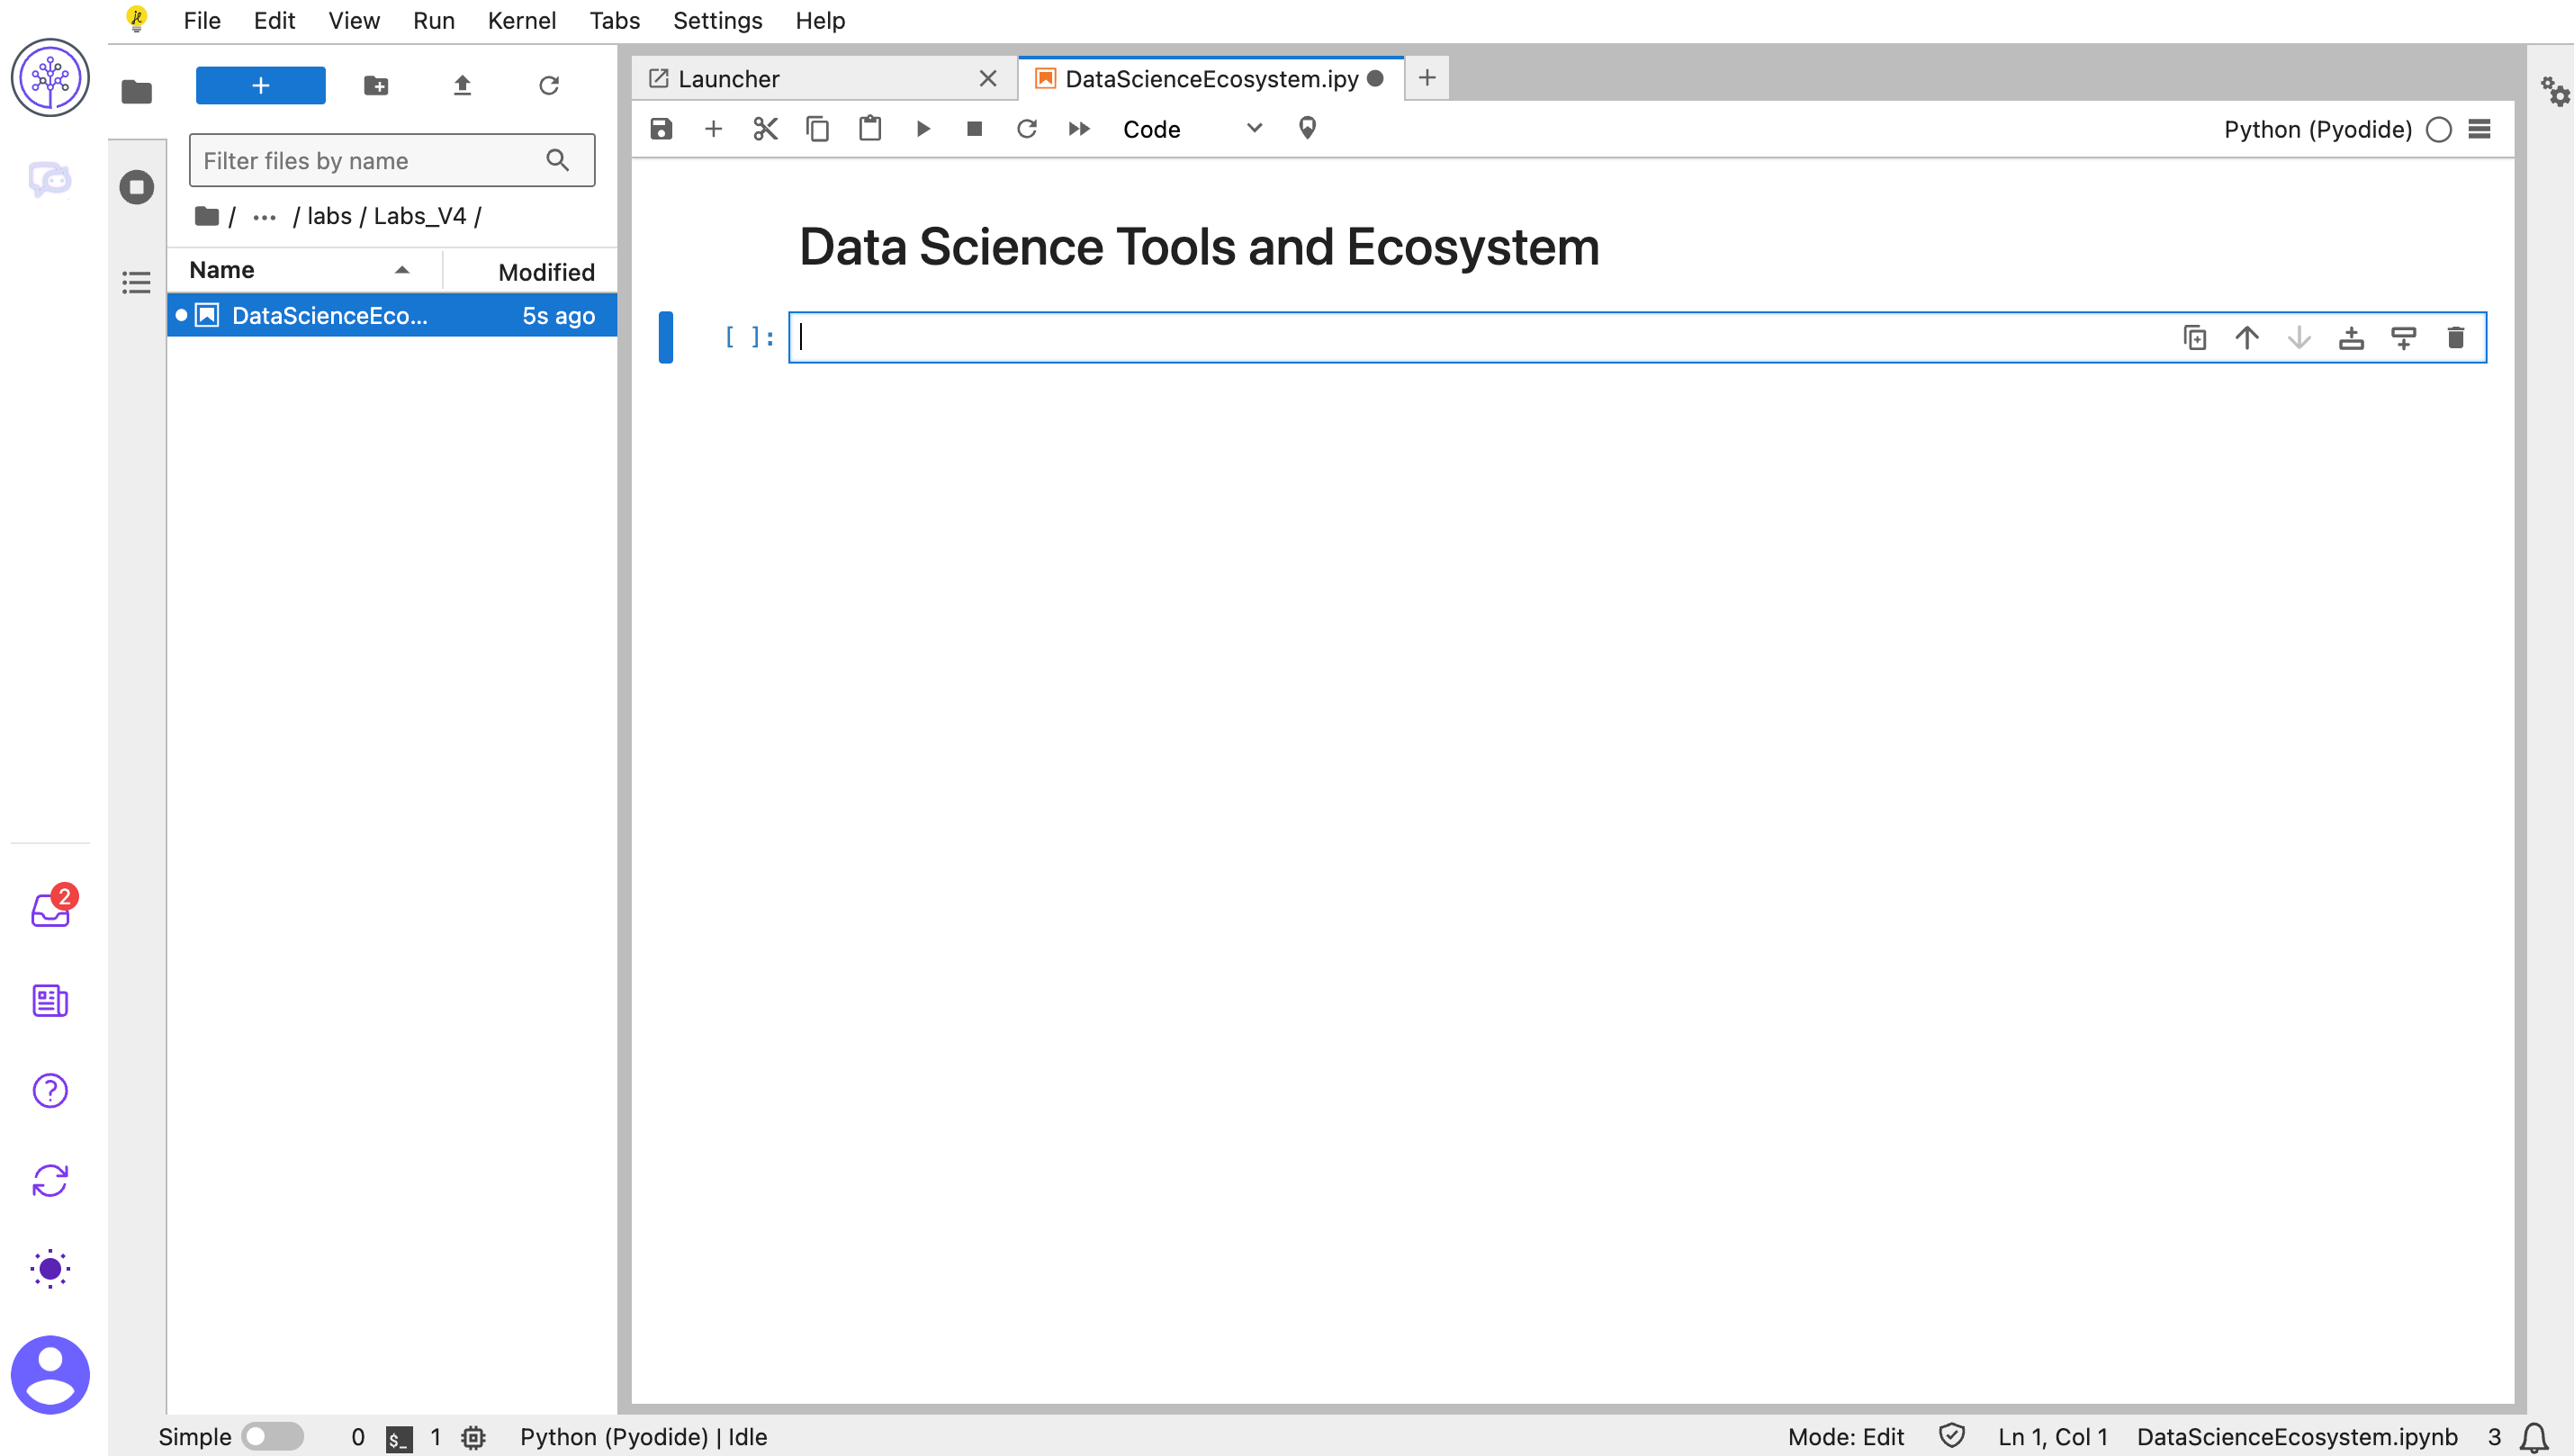 File Edit View Run Kernel Tabs Settings Help
Launcher
DataScienceEcosystem.ipy
Code
Python (Pyodide)
Filter files by name
/ ... / labs / Labs_V4 /
Name Modified
DataScienceEco... 5s ago
Data Science Tools and Ecosystem
[ ]:
2
Simple 0 $_ 1 Python (Pyodide) | Idle Mode: Edit Ln 1, Col 1 DataScienceEcosystem.ipynb 3